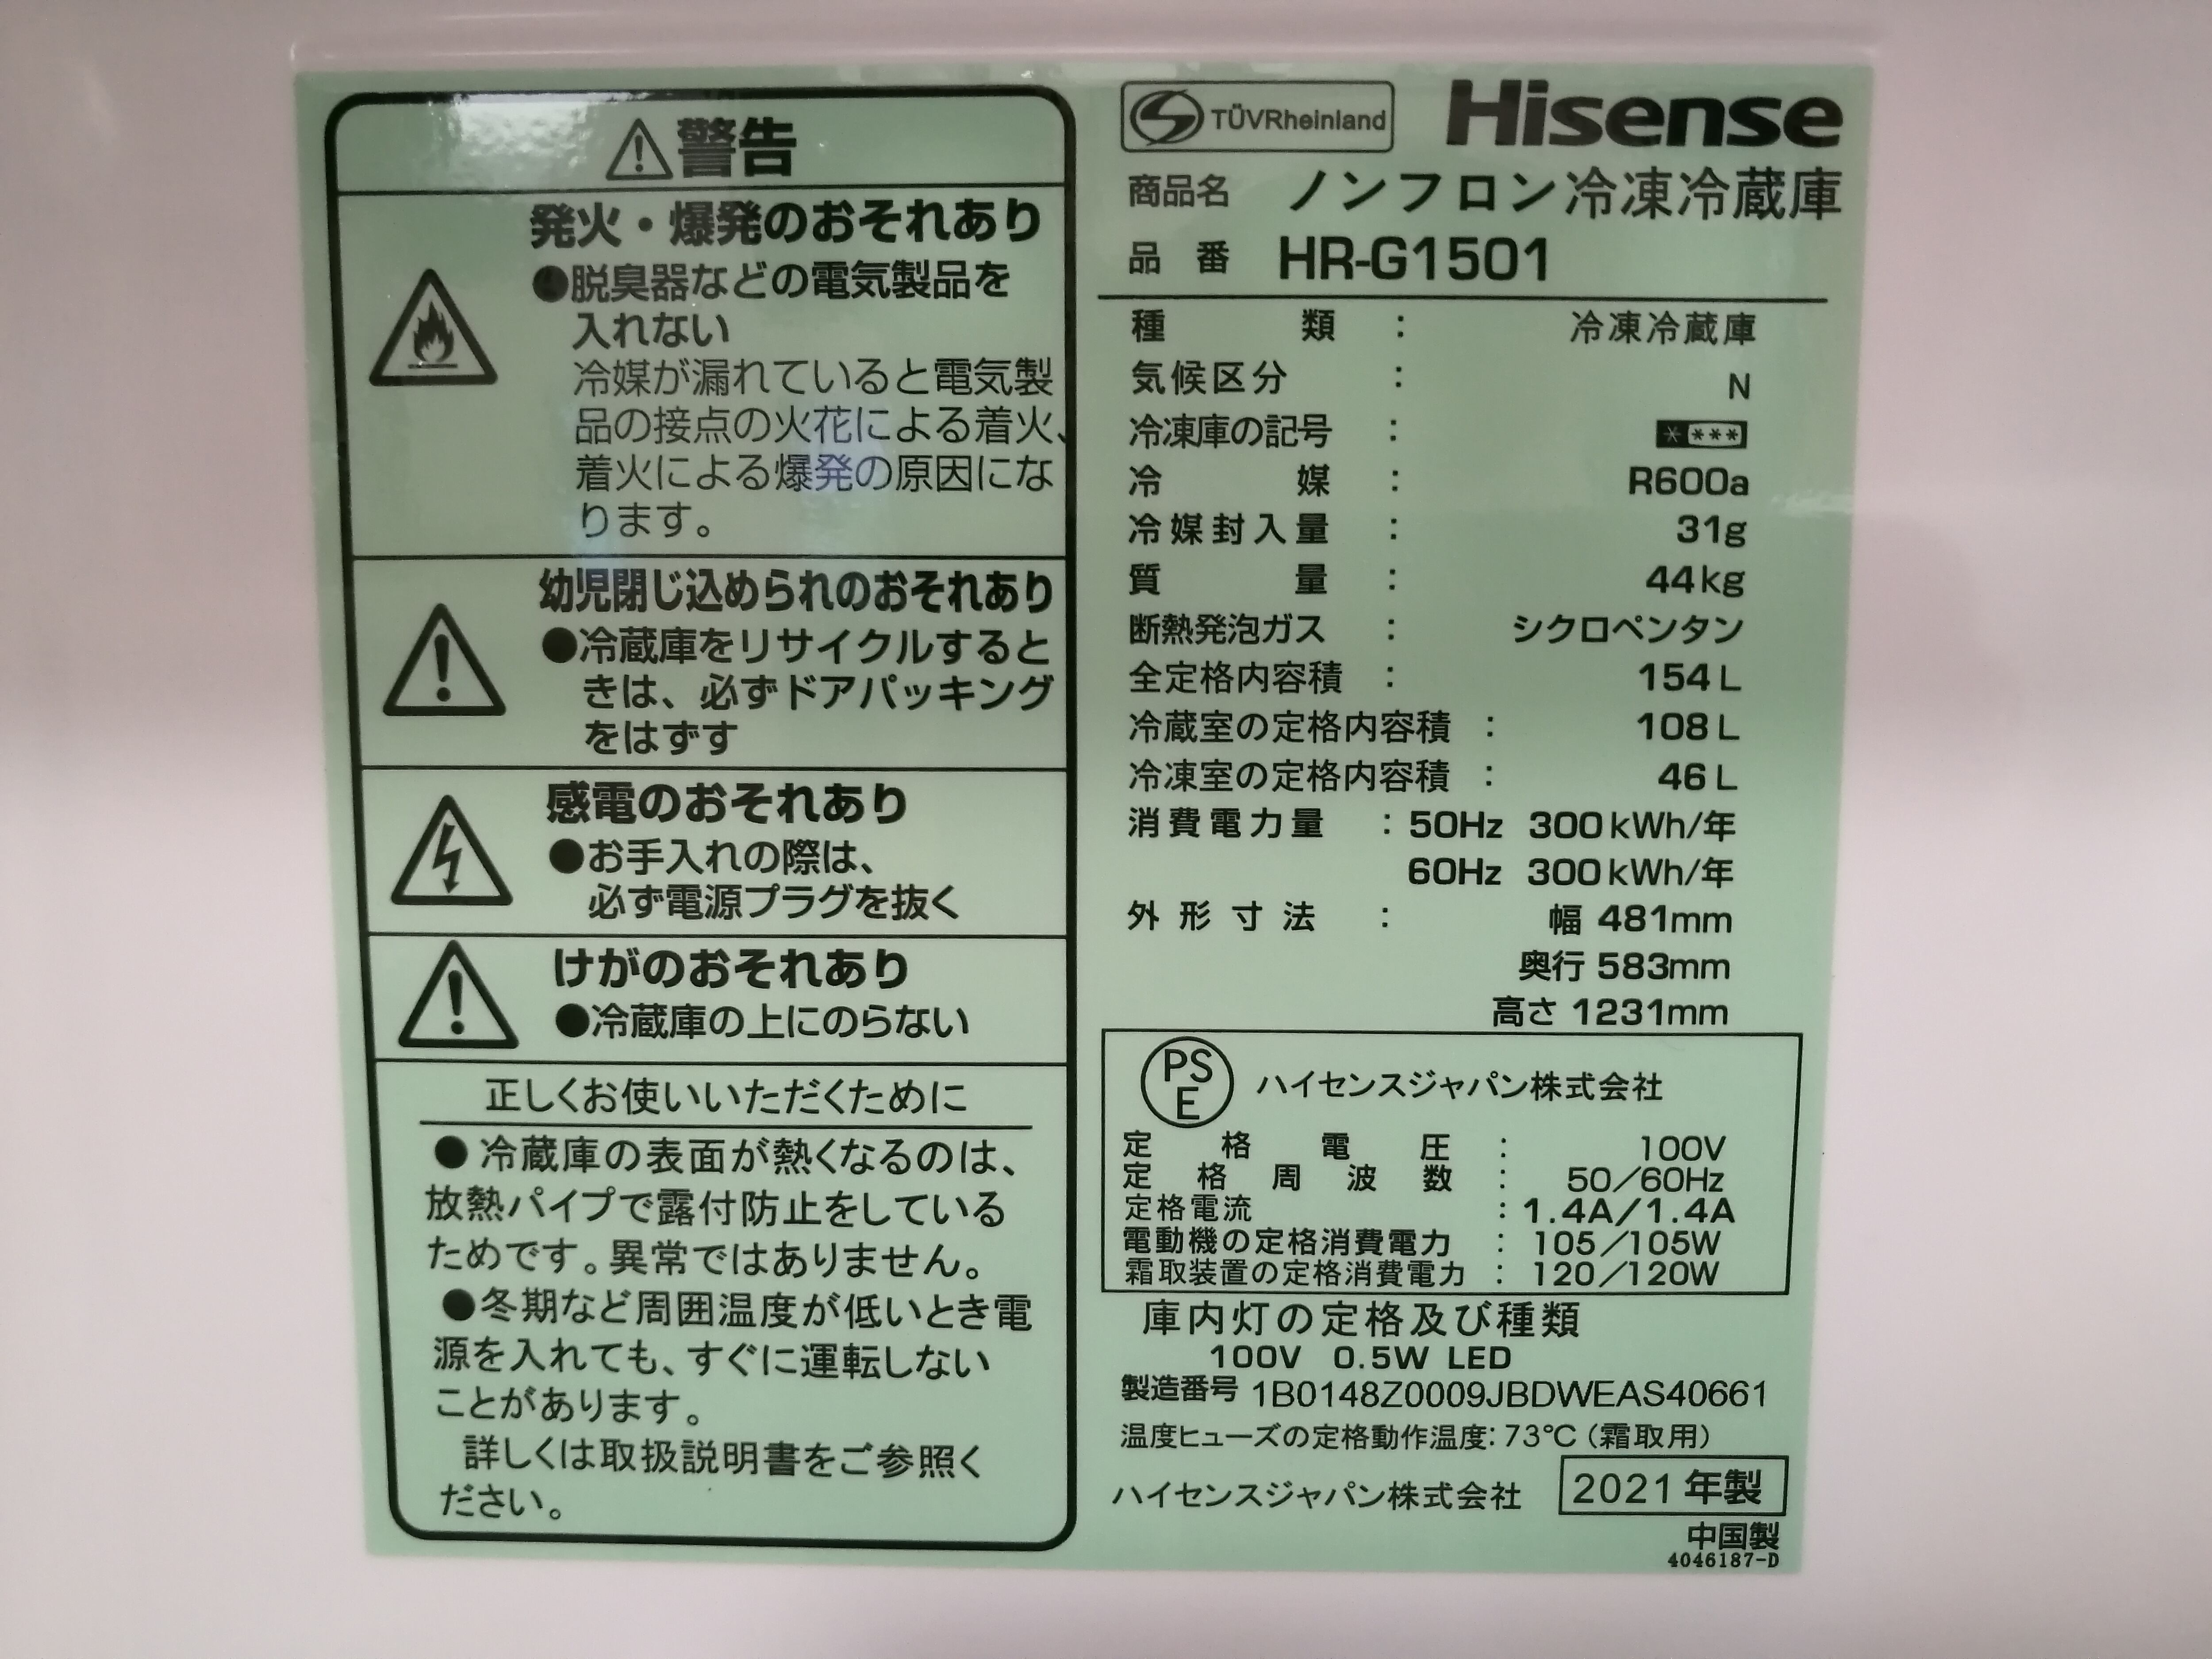 警告
発火・爆発のおそれあり
●脱臭器などの電気製品を
入れない
冷媒が漏れていると電気製
品の接点の火花による着火、
着火による爆発の原因にな
ります。
幼児閉じ込められのおそれあり
●冷蔵庫をリサイクルすると
きは、必ずドアパッキング
をはずす
感電のおそれあり
●お手入れの際は、
必ず電源プラグを抜く
けがのおそれあり
●冷蔵庫の上にのらない
正しくお使いいただくために
●冷蔵庫の表面が熱くなるのは、
放熱パイプで露付防止をしている
ためです。異常ではありません。
●冬期など周囲温度が低いとき電
源を入れても、すぐに運転しない
ことがあります。
詳しくは取扱説明書をご参照く
ださい。
TÜVRheinland Hisense
商品名 ノンフロン冷凍冷蔵庫
品番 HR-G1501
種類 : 冷凍冷蔵庫
気候区分 : N
冷凍庫の記号 : * ***
冷媒 : R600a
冷媒封入量 : 31g
質量 : 44kg
断熱発泡ガス : シクロペンタン
全定格内容積 : 154L
冷蔵室の定格内容積 : 108L
冷凍室の定格内容積 : 46L
消費電力量 : 50Hz 300kWh/年
60Hz 300kWh/年
外形寸法 : 幅 481mm
奥行 583mm
高さ 1231mm
PS
E ハイセンスジャパン株式会社
定格電圧 : 100V
定格周波数 : 50/60Hz
定格電流 : 1.4A/1.4A
電動機の定格消費電力 : 105/105W
霜取装置の定格消費電力 : 120/120W
庫内灯の定格及び種類
100V 0.5W LED
製造番号 1B0148Z0009JBDWEAS40661
温度ヒューズの定格動作温度:73℃(霜取用)
ハイセンスジャパン株式会社 2021年製
中国製
4046187-D